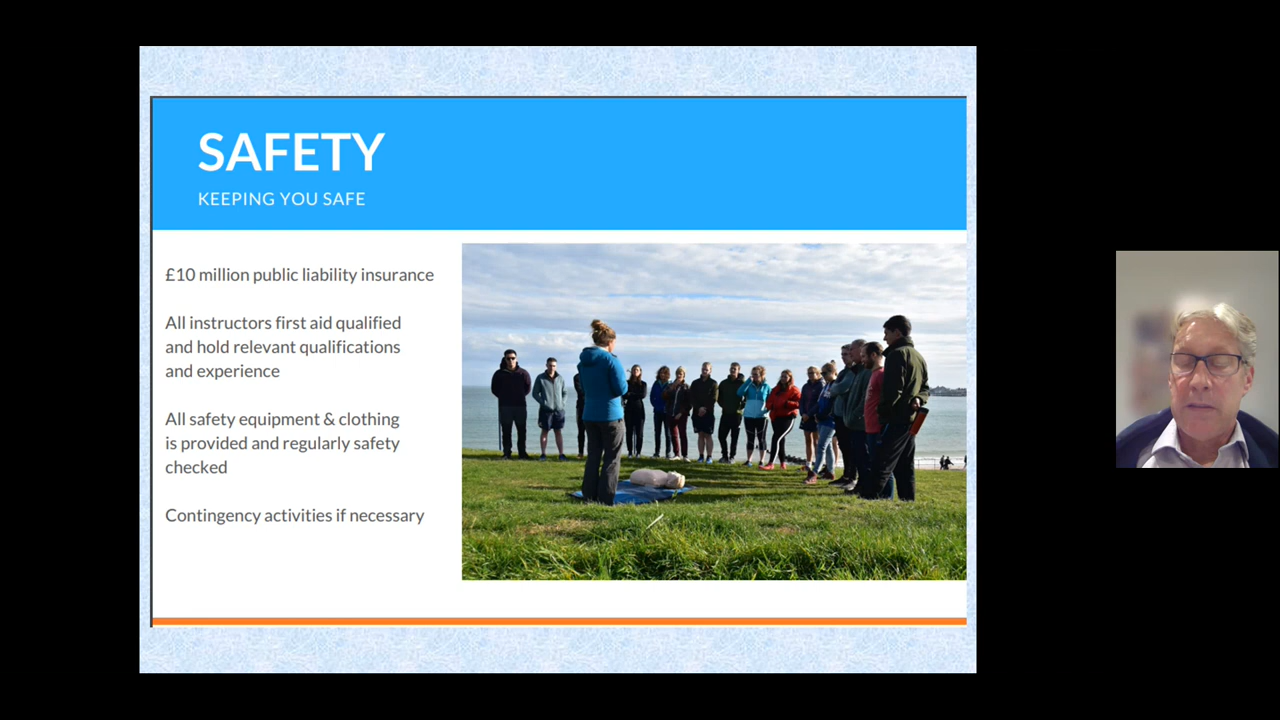 SAFETY
KEEPING YOU SAFE
£10 million public liability insurance
All instructors first aid qualified
and hold relevant qualifications
and experience
All safety equipment & clothing
is provided and regularly safety
checked
Contingency activities if necessary